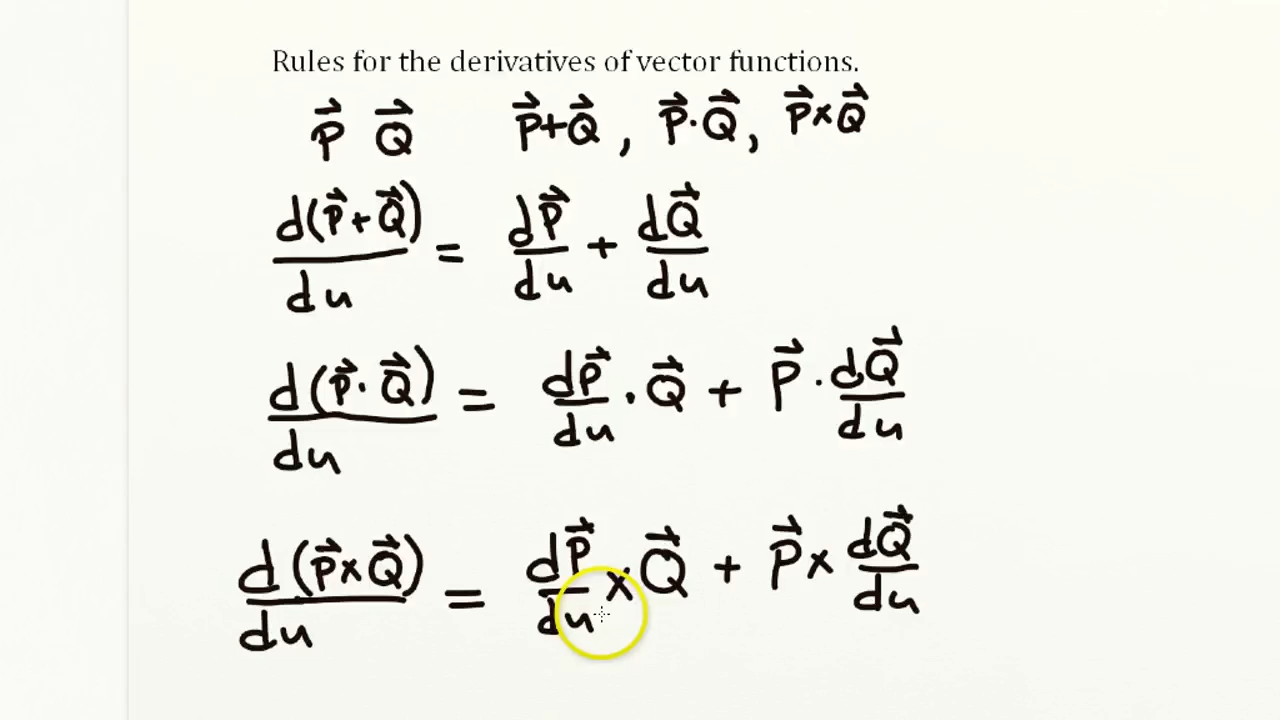 Rules for the derivatives of vector functions.
P⃗ Q⃗ P⃗+Q⃗ , P⃗·Q⃗ , P⃗×Q⃗
d(P⃗+Q⃗)/du = dP⃗/du + dQ⃗/du
d(P⃗·Q⃗)/du = dP⃗/du · Q⃗ + P⃗ · dQ⃗/du
d(P⃗×Q⃗)/du = dP⃗/du × Q⃗ + P⃗ × dQ⃗/du